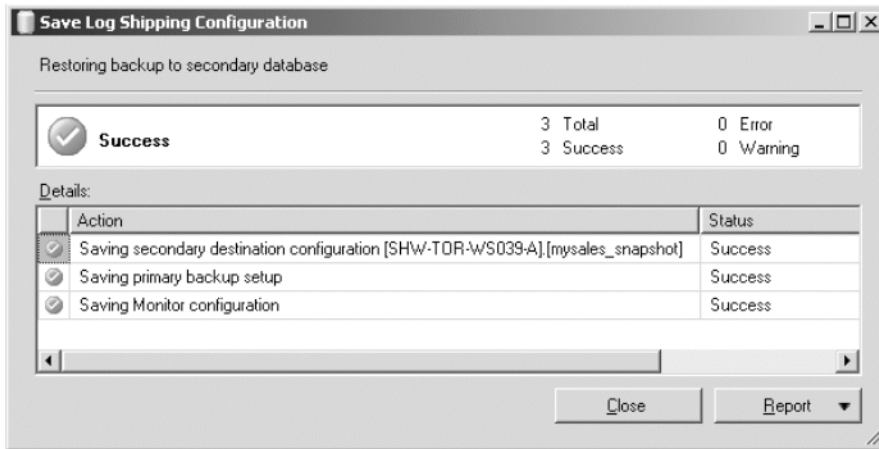 Save Log Shipping Configuration
Restoring backup to secondary database
Success
3 Total 0 Error
3 Success 0 Warning
Details:
Action Status
Saving secondary destination configuration [SHW-TOR-WS039-A].[mysales_snapshot] Success
Saving primary backup setup Success
Saving Monitor configuration Success
Close Report